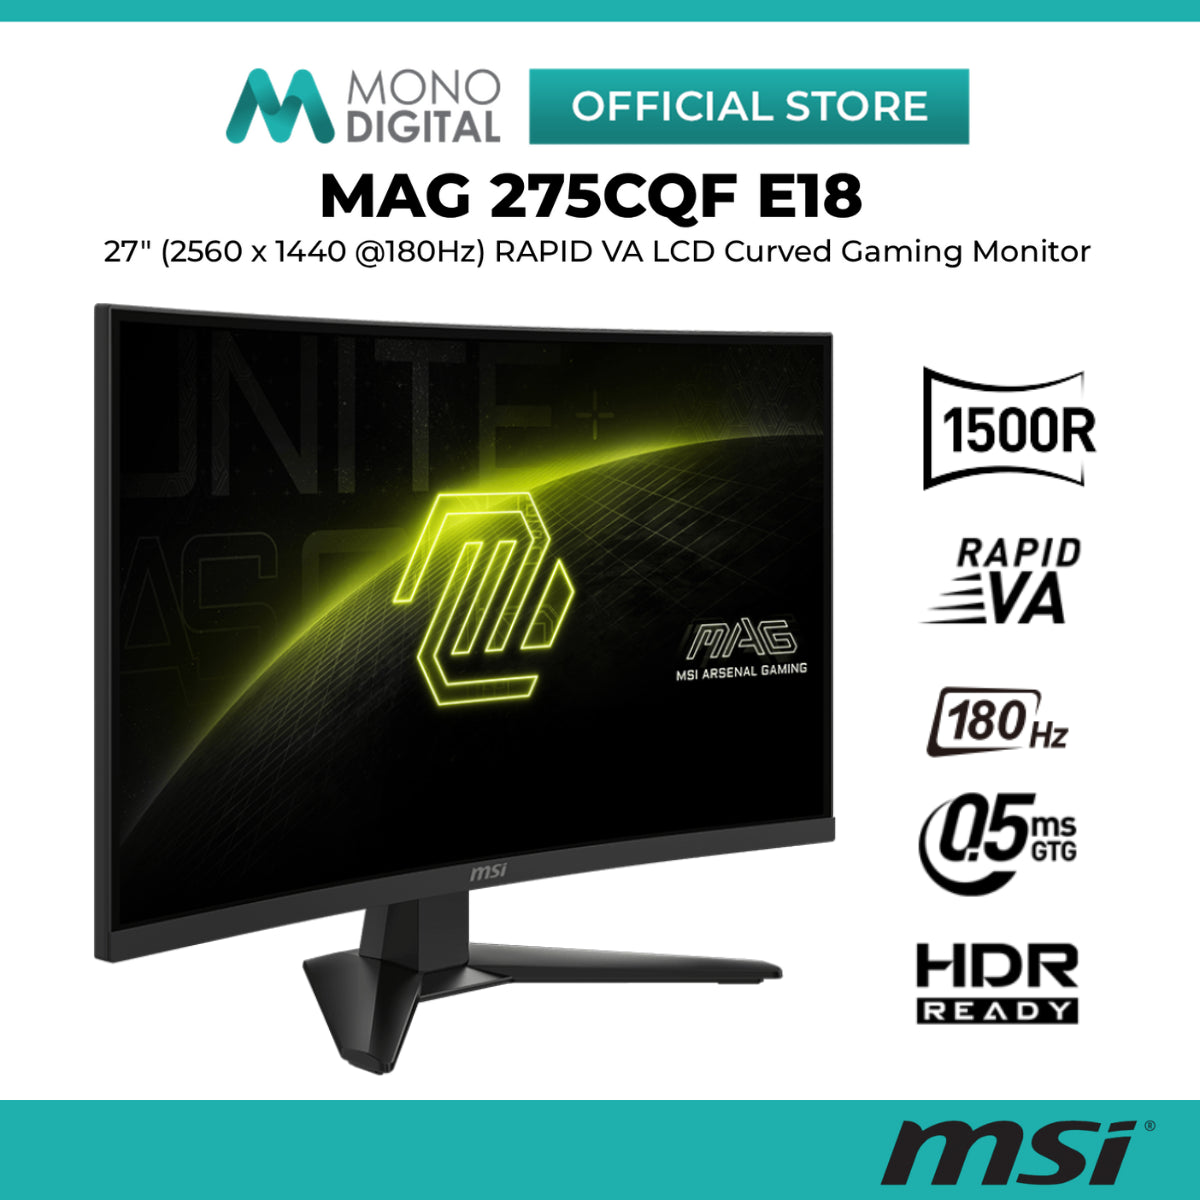 MONO
DIGITAL
OFFICIAL STORE
MAG 275CQF E18
27" (2560 x 1440 @180Hz) RAPID VA LCD Curved Gaming Monitor
UNITE
MAG
MSI ARSENAL GAMING
msi
1500R
RAPID
VA
180Hz
0.5ms
GTG
HDR
READY
msi®